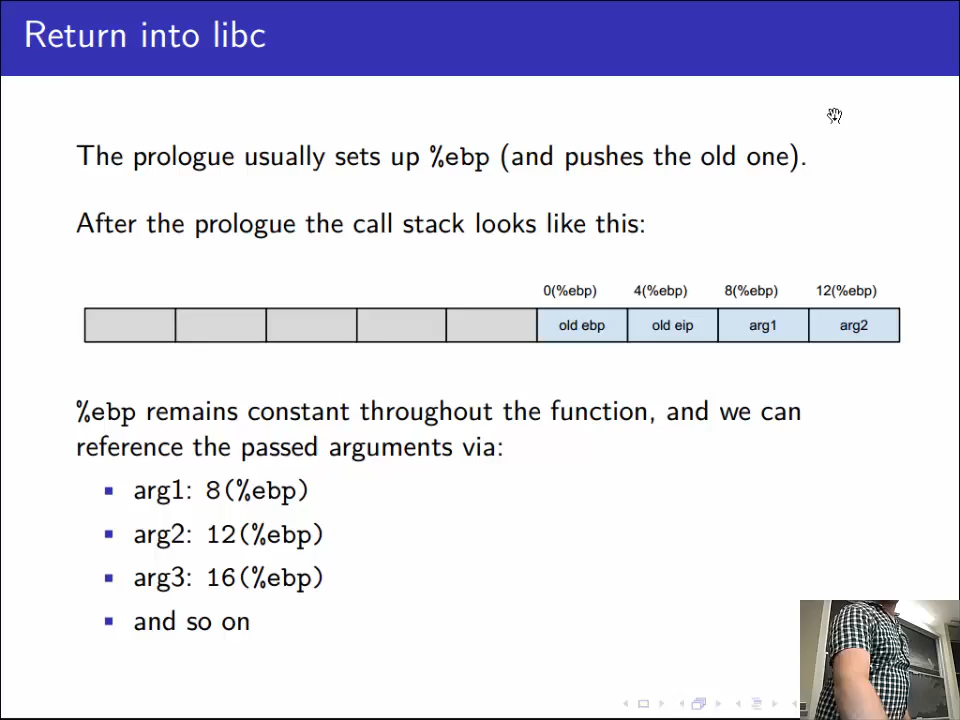 Return into libc
The prologue usually sets up %ebp (and pushes the old one).
After the prologue the call stack looks like this:
0(%ebp) 4(%ebp) 8(%ebp) 12(%ebp)
old ebp old eip arg1 arg2
%ebp remains constant throughout the function, and we can
reference the passed arguments via:
▪ arg1: 8(%ebp)
▪ arg2: 12(%ebp)
▪ arg3: 16(%ebp)
▪ and so on